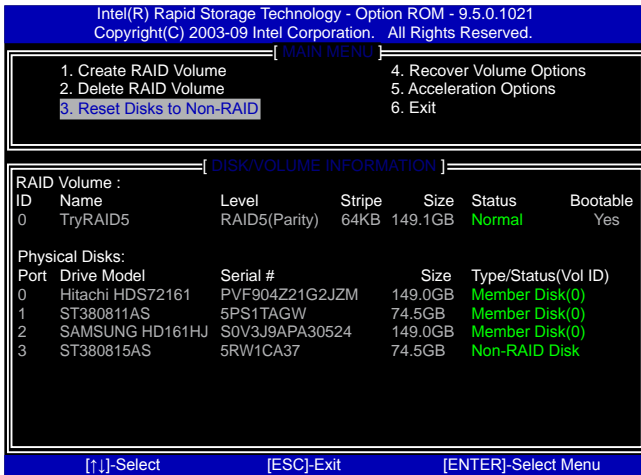 Intel(R) Rapid Storage Technology - Option ROM - 9.5.0.1021
Copyright(C) 2003-09 Intel Corporation. All Rights Reserved.
[ MAIN MENU ]
1. Create RAID Volume 4. Recover Volume Options
2. Delete RAID Volume 5. Acceleration Options
3. Reset Disks to Non-RAID 6. Exit
[ DISK/VOLUME INFORMATION ]
RAID Volume :
ID Name Level Stripe Size Status Bootable
0 TryRAID5 RAID5(Parity) 64KB 149.1GB Normal Yes
Physical Disks:
Port Drive Model Serial # Size Type/Status(Vol ID)
0 Hitachi HDS72161 PVF904Z21G2JZM 149.0GB Member Disk(0)
1 ST380811AS 5PS1TAGW 74.5GB Member Disk(0)
2 SAMSUNG HD161HJ S0V3J9APA30524 149.0GB Member Disk(0)
3 ST380815AS 5RW1CA37 74.5GB Non-RAID Disk
[↑↓]-Select [ESC]-Exit [ENTER]-Select Menu